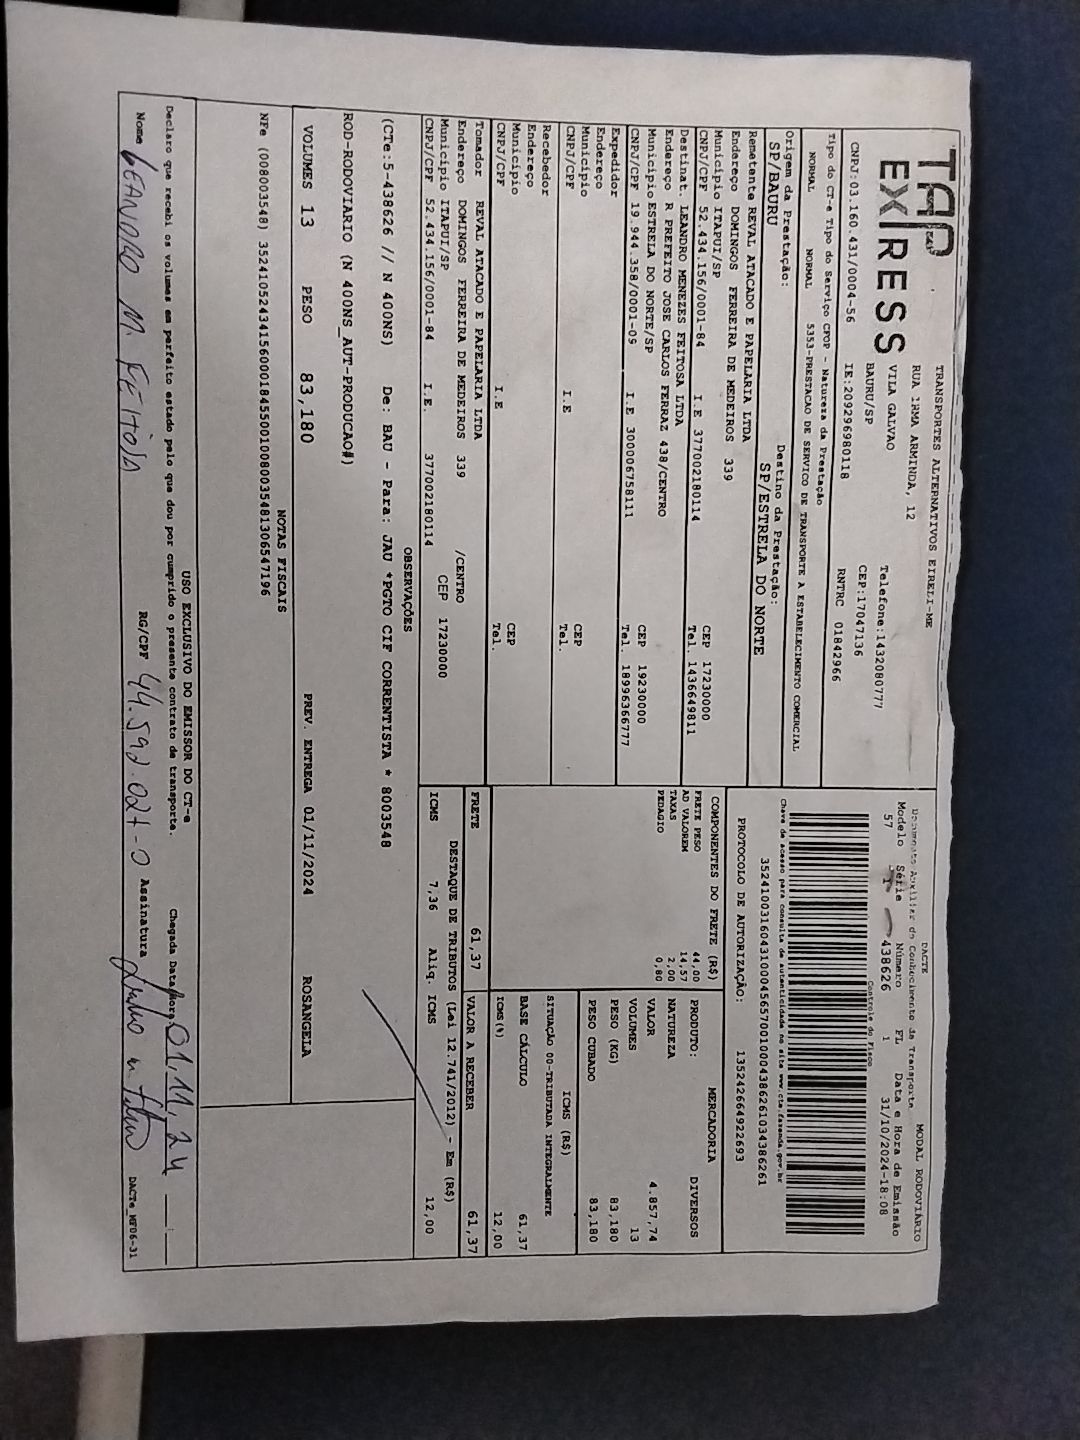 TAP
EXPRESS
TRANSPORTES ALTERNATIVOS EIRELI-ME
RUA IRMA ARMINDA, 12
VILA GALVAO
BAURU/SP
Telefone:1432080777
CEP:17047136
CNPJ:03.160.431/0004-56 IE:209296980118 RNTRC 01842966
Tipo do CT-e Tipo do Serviço CFOP - Natureza da Prestação
NORMAL NORMAL 5353-PRESTACAO DE SERVICO DE TRANSPORTE A ESTABELECIMENTO COMERCIAL
Origem da Prestação: Destino da Prestação:
SP/BAURU SP/ESTRELA DO NORTE
Remetente REVAL ATACADO E PAPELARIA LTDA
Endereço DOMINGOS FERREIRA DE MEDEIROS 339
Município ITAPUI/SP CEP 17230000
CNPJ/CPF 52.434.156/0001-84 I.E 377002180114 Tel. 1436649811
Destinat. LEANDRO MENEZES FEITOSA LTDA
Endereço R PREFEITO JOSE CARLOS FERRAZ 438/CENTRO
Município ESTRELA DO NORTE/SP CEP 19230000
CNPJ/CPF 19.944.358/0001-09 I.E 300006758111 Tel. 18996366777
Expedidor
Endereço
Município CEP
CNPJ/CPF I.E Tel.
Recebedor
Endereço
Município CEP
CNPJ/CPF I.E Tel.
Tomador REVAL ATACADO E PAPELARIA LTDA
Endereço DOMINGOS FERREIRA DE MEDEIROS 339 /CENTRO
Município ITAPUI/SP CEP 17230000
CNPJ/CPF 52.434.156/0001-84 I.E. 377002180114
DACTE MODAL RODOVIÁRIO
Documento Auxiliar do Conhecimento de Transporte
Modelo Série Número FL Data e Hora de Emissão
57 1 438626 1 31/10/2024-18:08
Controle do Fisco
Chave de acesso para consulta de autenticidade no site www.cte.fazenda.gov.br
PROTOCOLO DE AUTORIZAÇÃO: 135242664922693
COMPONENTES DO FRETE (R$)
FRETE PESO 44,00
AD VALOREM 14,57
TAXAS 2,00
PEDAGIO 0,80
MERCADORIA
PRODUTO: DIVERSOS
NATUREZA
VALOR 4.857,74
VOLUMES 13
PESO (KG) 83,180
PESO CUBADO 83,180
ICMS (R$)
SITUAÇÃO 00-TRIBUTADA INTEGRALMENTE
BASE CÁLCULO 61,37
ICMS(%) 12,00
FRETE 61,37 VALOR A RECEBER 61,37
DESTAQUE DE TRIBUTOS (Lei 12.741/2012) - Em (R$)
ICMS 7,36 Aliq. ICMS 12,00
OBSERVAÇÕES
(CTe:5-438626 // N 400NS) De: BAU - Para: JAU *PGTO CIF CORRENTISTA * 8003548
ROD-RODOVIARIO (N 400NS_AUT-PRODUCAO#)
VOLUMES 13 PESO 83,180 PREV. ENTREGA 01/11/2024 ROSANGELA
NOTAS FISCAIS
NFe (008003548) 35241052434156000184550010080035481306547196
USO EXCLUSIVO DO EMISSOR DO CT-e
Declaro que recebi os volumes em perfeito estado pelo que dou por cumprido o presente contrato de transporte. Chegada Data/Hora 01,11,24
Nome LEANDRO M. FEITOSA RG/CPF 44.592.027-0 Assinatura
DACTe_MF06-31